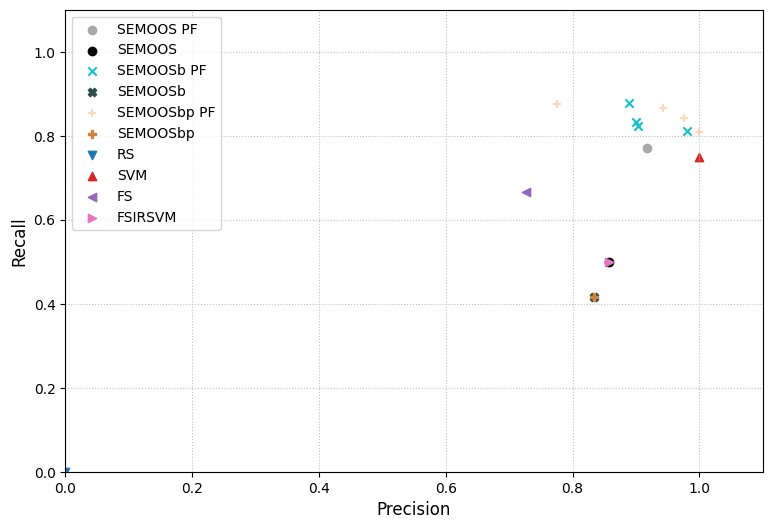 1.0
0.8
0.6
0.4
0.2
0.0
Recall
SEMOOS PF
SEMOOS
SEMOOSb PF
SEMOOSb
SEMOOSbp PF
SEMOOSbp
RS
SVM
FS
FSIRSVM
0.0 0.2 0.4 0.6 0.8 1.0
Precision